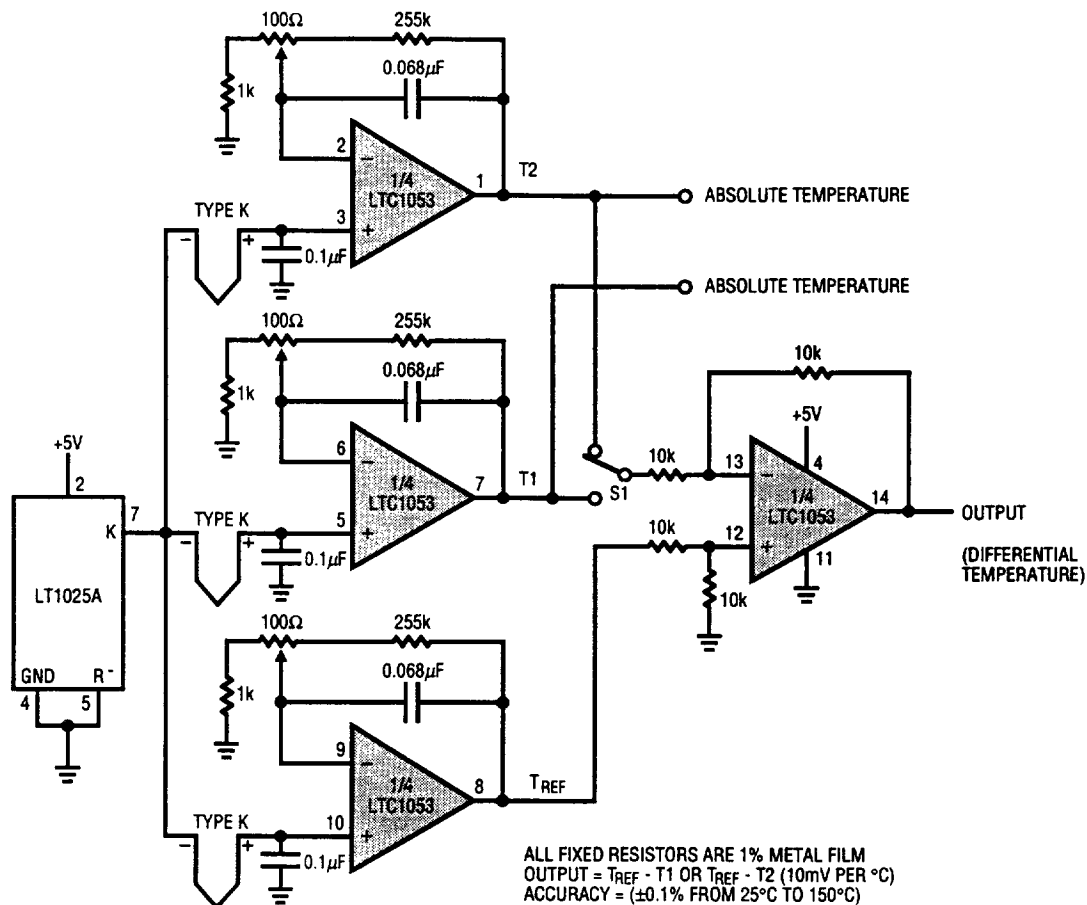 100Ω
255k
0.068µF
1k
2
−
1/4
LTC1053
1
T2
3
+
TYPE K
−
+
0.1µF
ABSOLUTE TEMPERATURE
ABSOLUTE TEMPERATURE
100Ω
255k
0.068µF
1k
6
−
1/4
LTC1053
7
T1
5
+
TYPE K
−
+
0.1µF
S1
10k
10k
+5V
4
13
−
1/4
LTC1053
14
12
+
11
10k
10k
OUTPUT
(DIFFERENTIAL
TEMPERATURE)
+5V
2
7
K
LT1025A
GND
R-
4
5
100Ω
255k
0.068µF
1k
9
−
1/4
LTC1053
8
TREF
10
+
TYPE K
−
+
0.1µF
ALL FIXED RESISTORS ARE 1% METAL FILM
OUTPUT = TREF - T1 OR TREF - T2 (10mV PER °C)
ACCURACY = (±0.1% FROM 25°C TO 150°C)